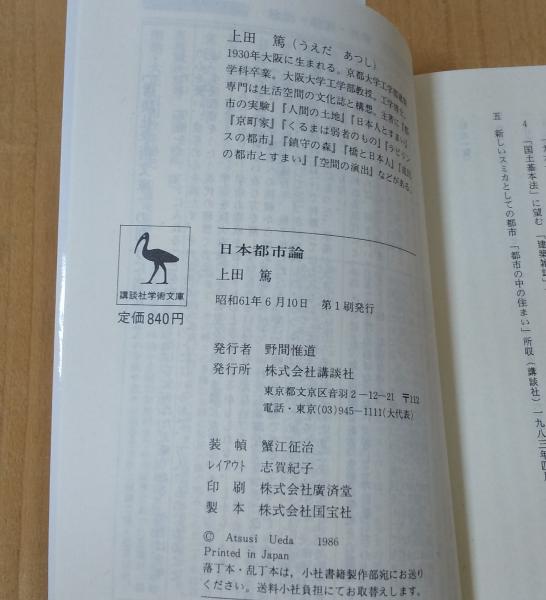 上田　篤(うえだ　あつし)
1930年大阪に生まれる。京都大学工学部建築
学科卒業。大阪大学工学部教授。工学博士。
専門は生活空間の文化誌と構想。主著に『都
市の実験』『人間の土地』『日本人とすまい』
『京町家』『くるまは弱者のもの』『ラビリン
スの都市』『鎮守の森』『橋と日本人』
の都市とすまい』『空間の演出』などがある。
講談社学術文庫
定価840円
日本都市論
上田　篤
昭和61年6月10日　第1刷発行
発行者　野間惟道
発行所　株式会社講談社
東京都文京区音羽2-12-21　〒112
電話・東京(03)945-1111(大代表)
装　幀　蟹江征治
レイアウト　志賀紀子
印　刷　株式会社廣済堂
製　本　株式会社国宝社
© Atsusi Ueda 1986
Printed in Japan
落丁本・乱丁本は，小社書籍製作部宛にお送り
ください。送料小社負担にてお取替えします。
4　「国土基本法」に望む　「建築雑誌」
五　新しいスミカとしての都市　「都市の中の住まい」所収(講談社)　一九八三年四月